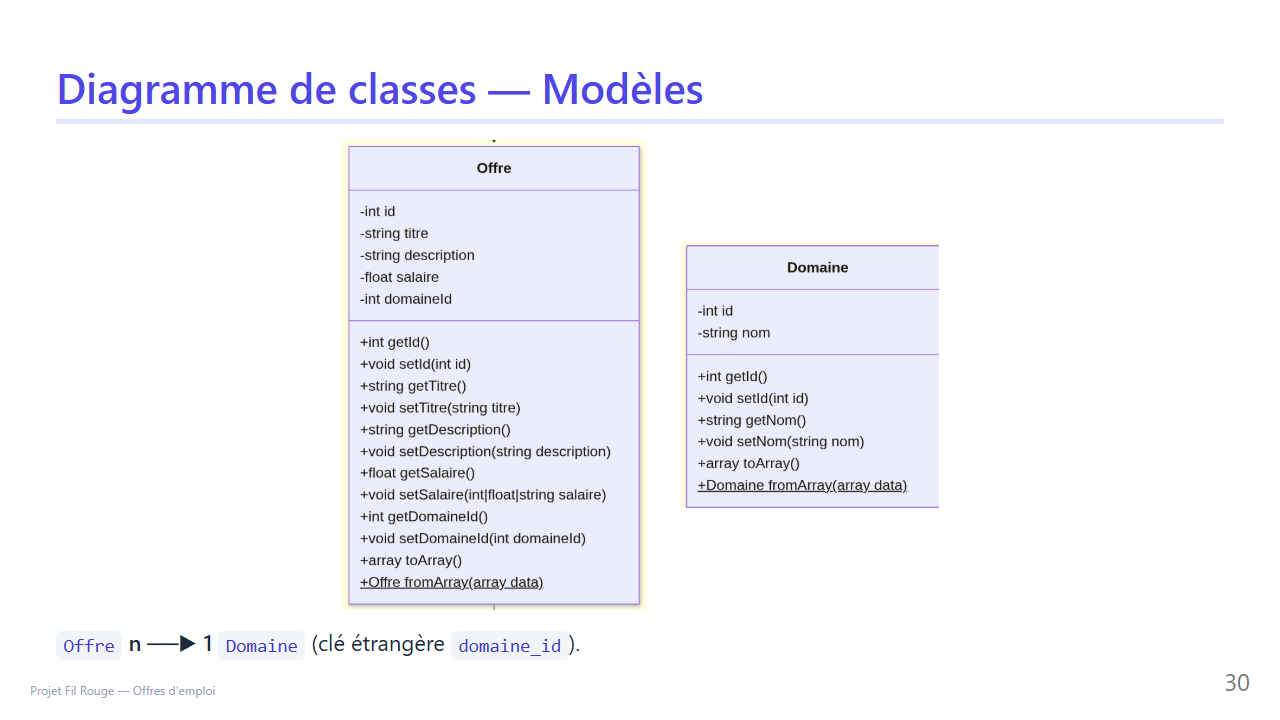 Diagramme de classes — Modèles
Offre
-int id
-string titre
-string description
-float salaire
-int domaineId
+int getId()
+void setId(int id)
+string getTitre()
+void setTitre(string titre)
+string getDescription()
+void setDescription(string description)
+float getSalaire()
+void setSalaire(int|float|string salaire)
+int getDomaineId()
+void setDomaineId(int domaineId)
+array toArray()
+Offre fromArray(array data)
Domaine
-int id
-string nom
+int getId()
+void setId(int id)
+string getNom()
+void setNom(string nom)
+array toArray()
+Domaine fromArray(array data)
Offre n ──▶ 1 Domaine (clé étrangère domaine_id).
Projet Fil Rouge — Offres d'emploi
30